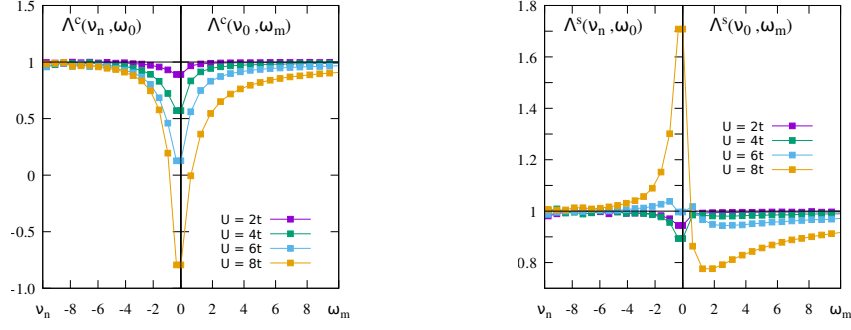 Λᶜ(νₙ,ω₀) Λᶜ(ν₀,ωₘ)
1.5
1
0.5
0
-0.5
-1.0
U = 2t
U = 4t
U = 6t
U = 8t
νₙ -8 -6 -4 -2 0 2 4 6 8 ωₘ
Λˢ(νₙ,ω₀) Λˢ(ν₀,ωₘ)
1.8
1.6
1.4
1.2
1
0.8
U = 2t
U = 4t
U = 6t
U = 8t
νₙ -8 -6 -4 -2 0 2 4 6 8 ωₘ